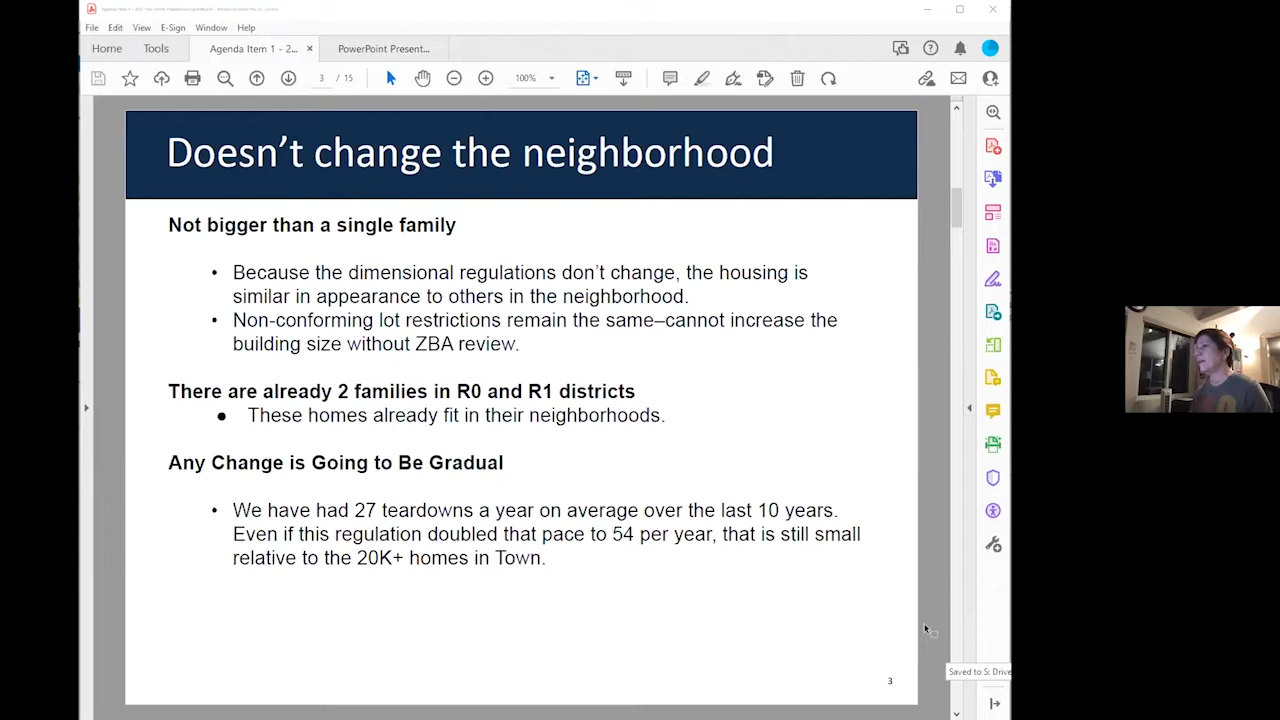 File Edit View E-Sign Window Help
Home Tools Agenda Item 1 - 2... × PowerPoint Present...
3 / 15 100%
Doesn't change the neighborhood
Not bigger than a single family
• Because the dimensional regulations don't change, the housing is
similar in appearance to others in the neighborhood.
• Non-conforming lot restrictions remain the same–cannot increase the
building size without ZBA review.
There are already 2 families in R0 and R1 districts
● These homes already fit in their neighborhoods.
Any Change is Going to Be Gradual
• We have had 27 teardowns a year on average over the last 10 years.
Even if this regulation doubled that pace to 54 per year, that is still small
relative to the 20K+ homes in Town.
Saved to S: Drive
3